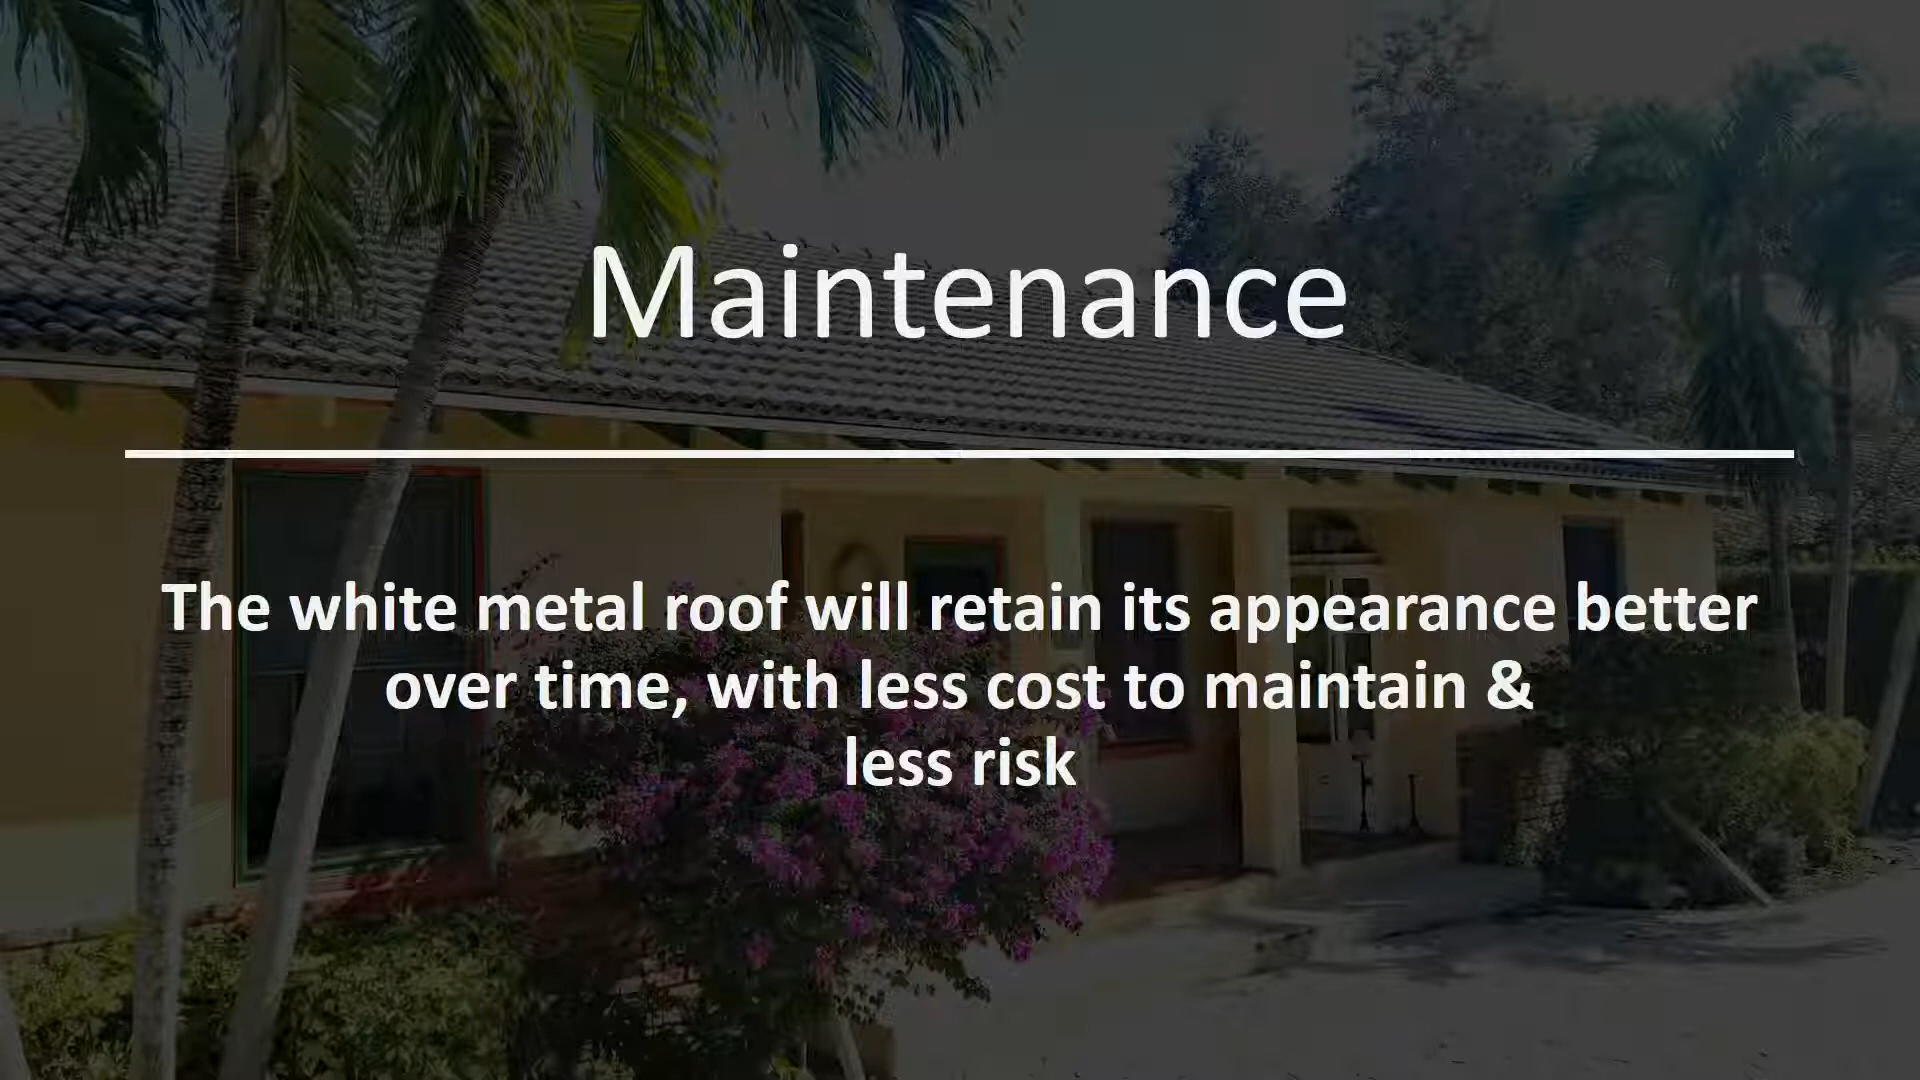 Maintenance
The white metal roof will retain its appearance better
over time, with less cost to maintain &
less risk